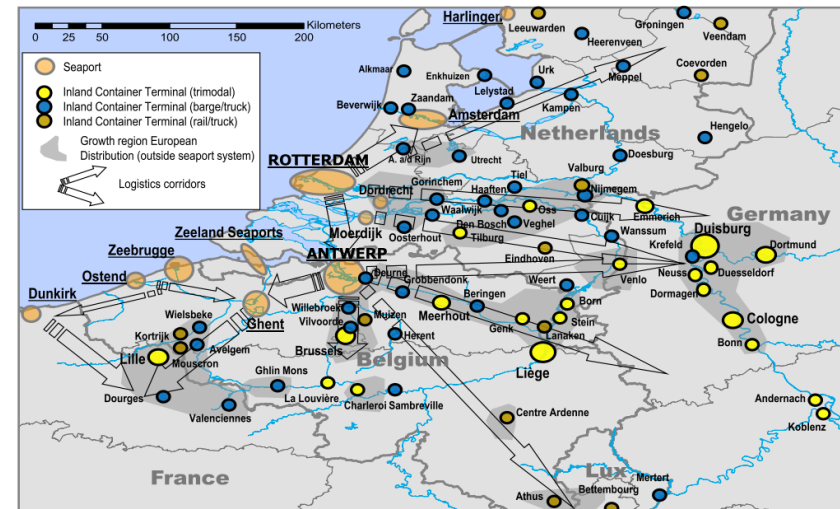 Harlingen
Leeuwarden
Groningen
Veendam
Heerenveen
Kilometers
0 25 50 100 150 200
Seaport
Inland Container Terminal (trimodal)
Inland Container Terminal (barge/truck)
Inland Container Terminal (rail/truck)
Growth region European
Distribution (outside seaport system)
Logistics corridors
Alkmaar
Enkhuizen
Urk
Meppel
Coevorden
Lelystad
Kampen
Beverwijk
Zaandam
Amsterdam
Netherlands
Hengelo
A. a/d Rijn
Utrecht
Doesburg
ROTTERDAM
Valburg
Tiel
Nijmegem
Dordrecht
Gorinchem
Haaften
Emmerich
Moerdijk
Waalwijk
Oss
Cuijk
Germany
Den Bosch
Veghel
Wanssum
Duisburg
Oosterhout
Tilburg
Zeeland Seaports
Zeebrugge
ANTWERP
Eindhoven
Krefeld
Dortmund
Ostend
Deurne
Grobbendonk
Weert
Venlo
Neuss
Duesseldorf
Dunkirk
Dormagen
Wielsbeke
Ghent
Willebroek
Muizen
Meerhout
Beringen
Born
Kortrijk
Vilvoorde
Herent
Genk
Stein
Cologne
Lille
Avelgem
Mouscron
Brussels
Belgium
Lanaken
Liège
Bonn
Ghlin Mons
Dourges
La Louvière
Charleroi
Sambreville
Valenciennes
Centre Ardenne
Andernach
Koblenz
France
Lux
Mertert
Bettembourg
Athus